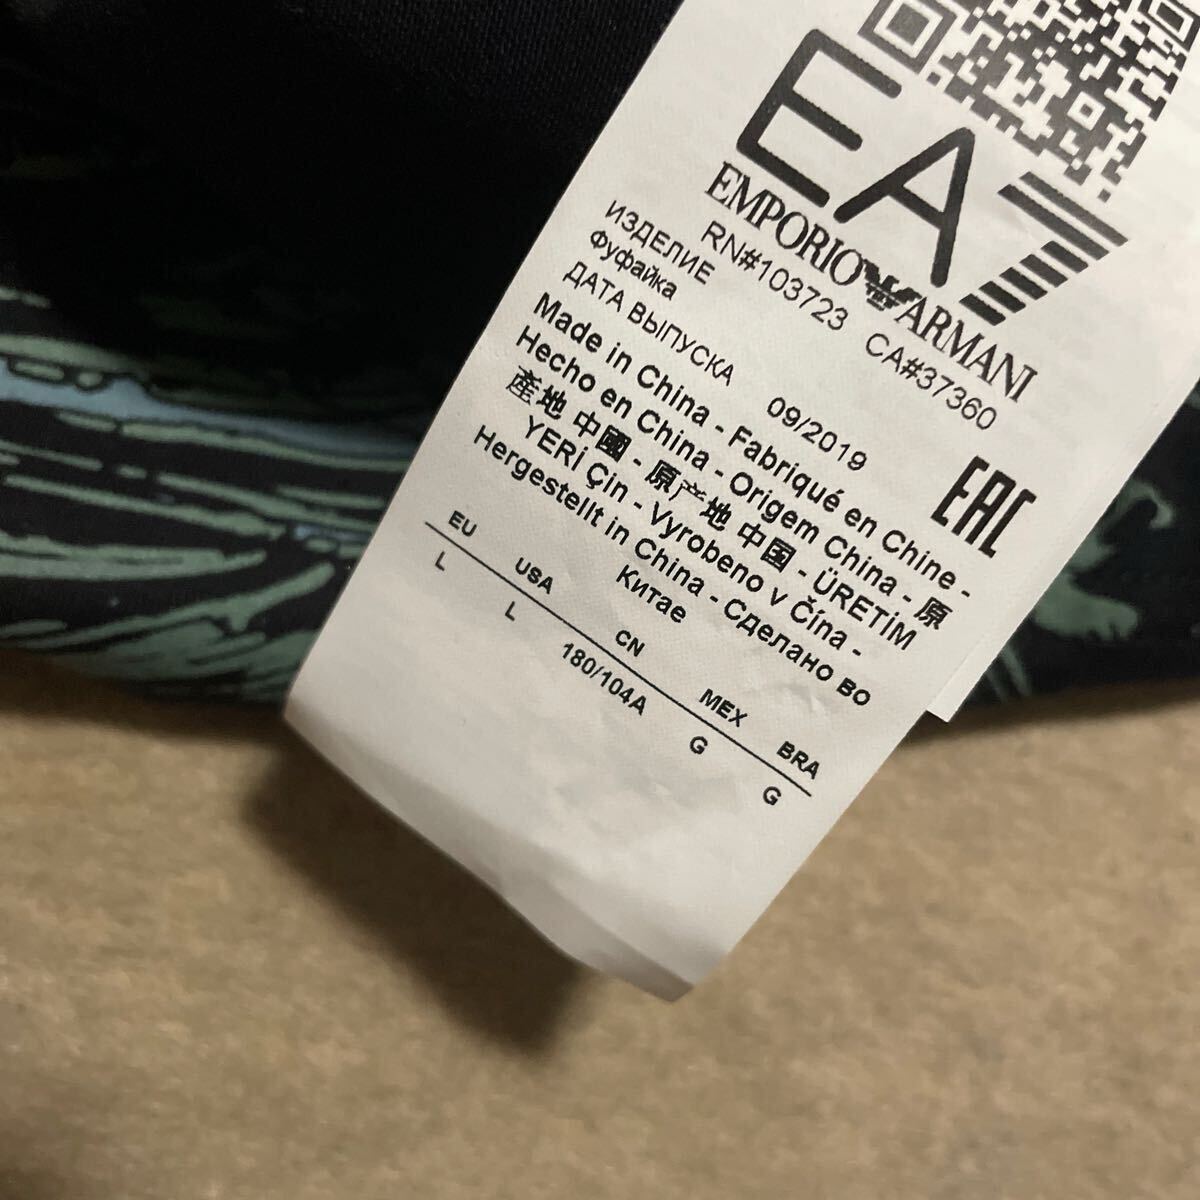 EA7
EMPORIO ARMANI
RN#103723 CA#37360
ИЗДЕЛИЕ
Фуфайка
ДАТА ВЫПУСКА 09/2019
EAC
Made in China - Fabriqué en Chine -
Hecho en China - Origem China - 原
產地 中國 - 原产地 中国 - ÜRETİM
YERİ Çin - Vyrobeno v Čína -
Hergestellt in China - Сделано во
Китае
EU USA CN MEX BRA
L L 180/104A G G